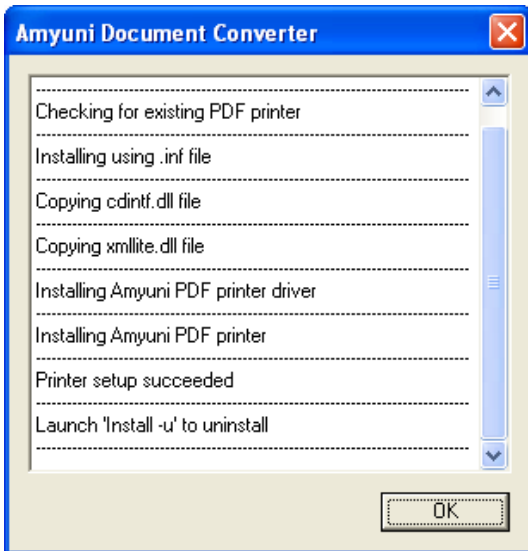 Amyuni Document Converter
Checking for existing PDF printer
Installing using .inf file
Copying cdintf.dll file
Copying xmllite.dll file
Installing Amyuni PDF printer driver
Installing Amyuni PDF printer
Printer setup succeeded
Launch 'Install -u' to uninstall
OK